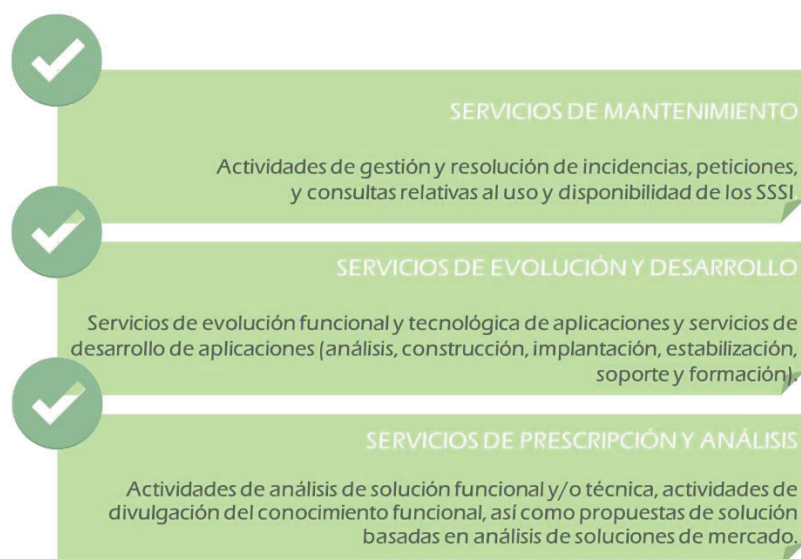 SERVICIOS DE MANTENIMIENTO
Actividades de gestión y resolución de incidencias, peticiones,
y consultas relativas al uso y disponibilidad de los SSSI
SERVICIOS DE EVOLUCIÓN Y DESARROLLO
Servicios de evolución funcional y tecnológica de aplicaciones y servicios de
desarrollo de aplicaciones (análisis, construcción, implantación, estabilización,
soporte y formación).
SERVICIOS DE PRESCRIPCIÓN Y ANÁLISIS
Actividades de análisis de solución funcional y/o técnica, actividades de
divulgación del conocimiento funcional, así como propuestas de solución
basadas en análisis de soluciones de mercado.